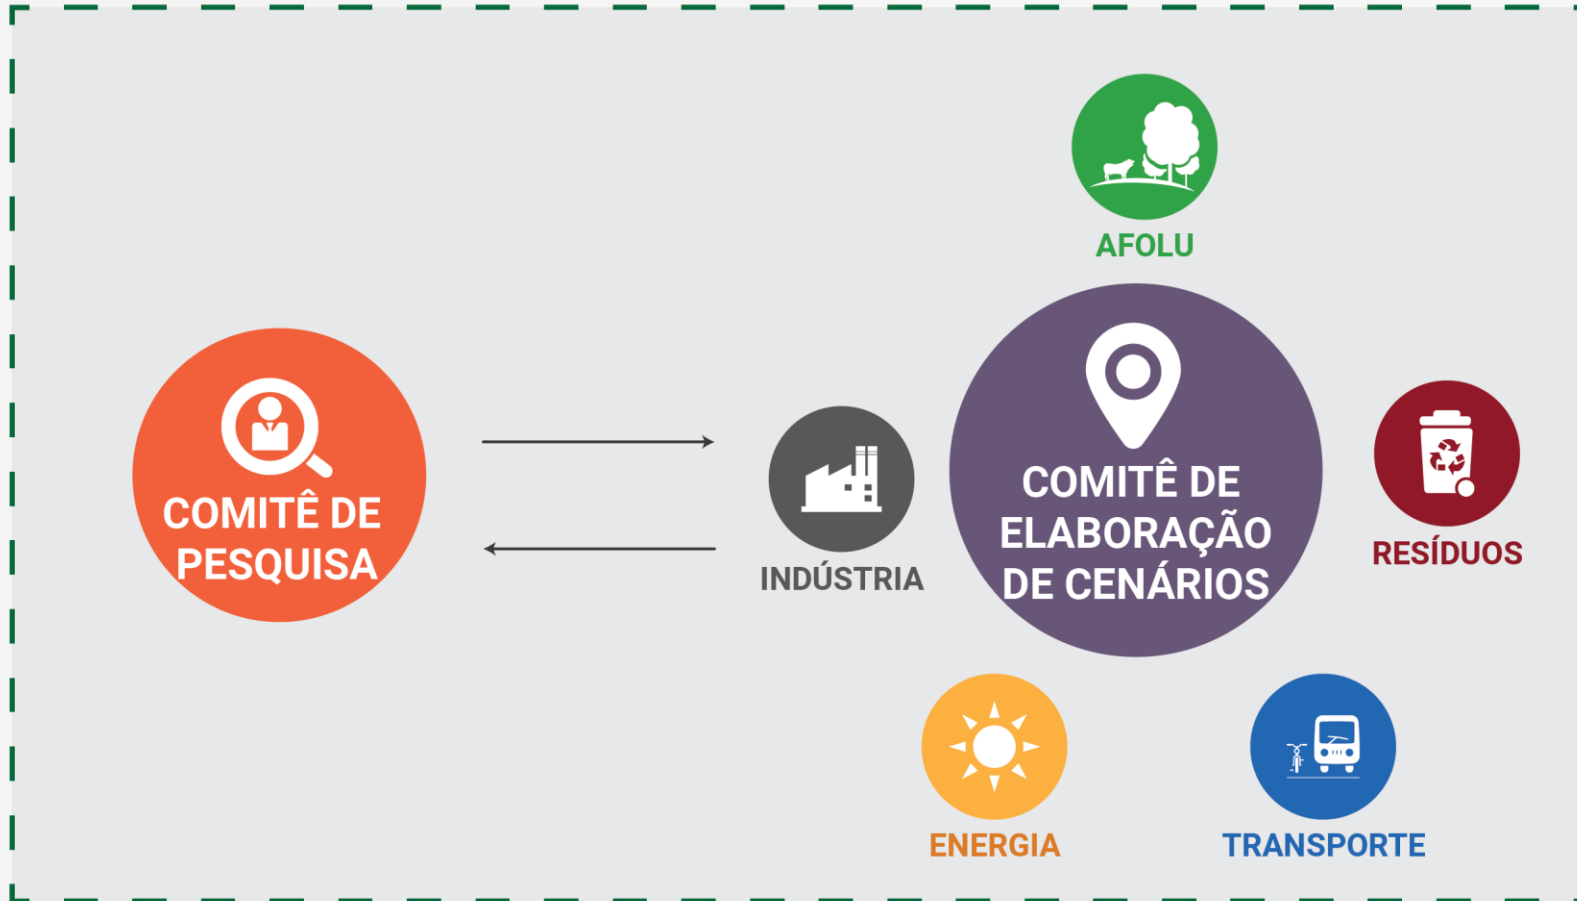 AFOLU
COMITÊ DE
PESQUISA
INDÚSTRIA
COMITÊ DE
ELABORAÇÃO
DE CENÁRIOS
RESÍDUOS
ENERGIA
TRANSPORTE